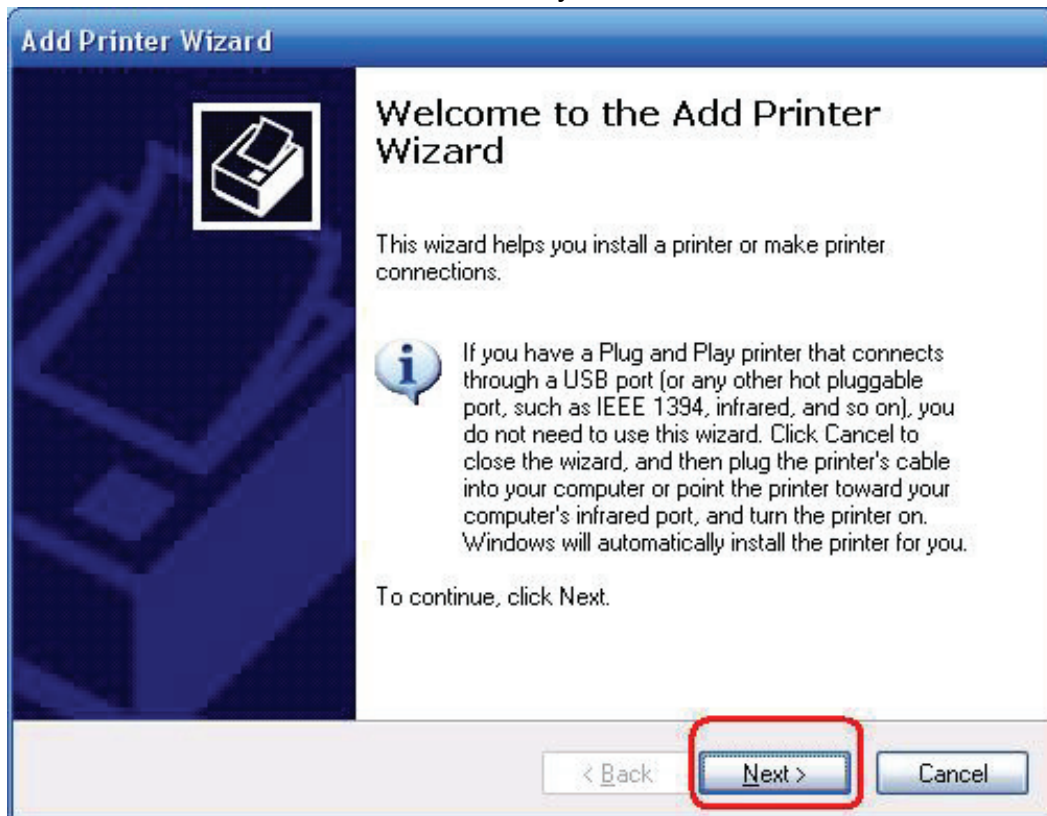 Add Printer Wizard
Welcome to the Add Printer
Wizard
This wizard helps you install a printer or make printer
connections.
If you have a Plug and Play printer that connects
through a USB port (or any other hot pluggable
port, such as IEEE 1394, infrared, and so on), you
do not need to use this wizard. Click Cancel to
close the wizard, and then plug the printer's cable
into your computer or point the printer toward your
computer's infrared port, and turn the printer on.
Windows will automatically install the printer for you.
To continue, click Next.
< Back Next > Cancel